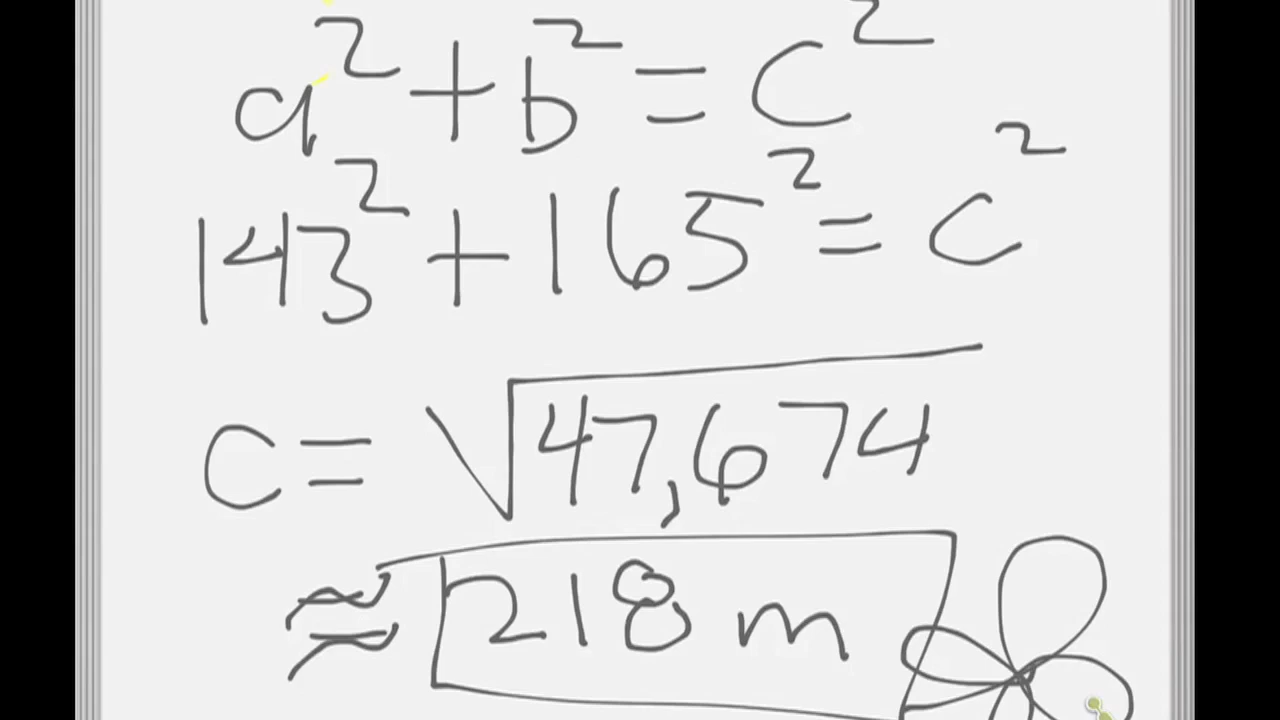 a² + b² = c²
143² + 165² = c²
c = √47,674
≈ 218 m